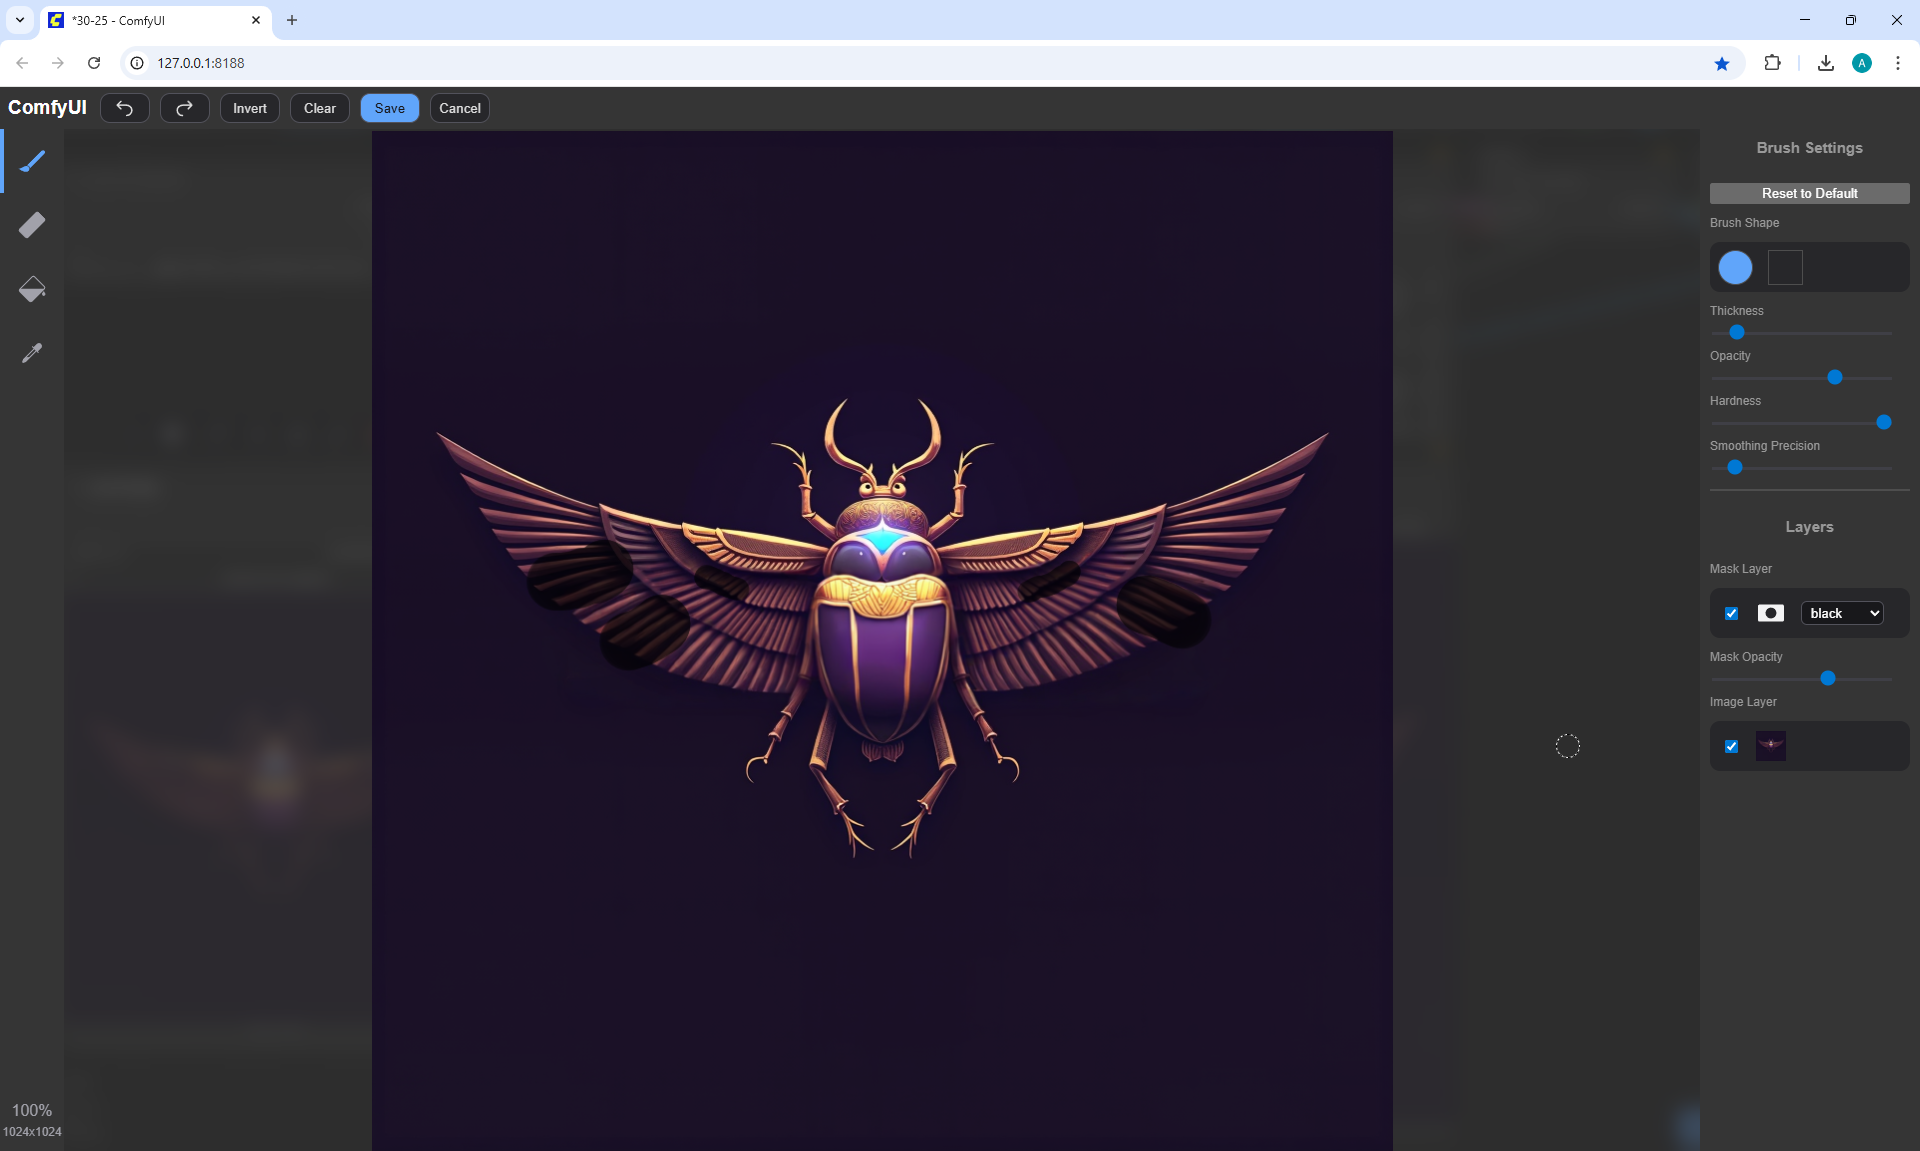 *30-25 - ComfyUI
127.0.0.1:8188
A
ComfyUI
Invert
Clear
Save
Cancel
Brush Settings
Reset to Default
Brush Shape
Thickness
Opacity
Hardness
Smoothing Precision
Layers
Mask Layer
black
Mask Opacity
Image Layer
100%
1024x1024